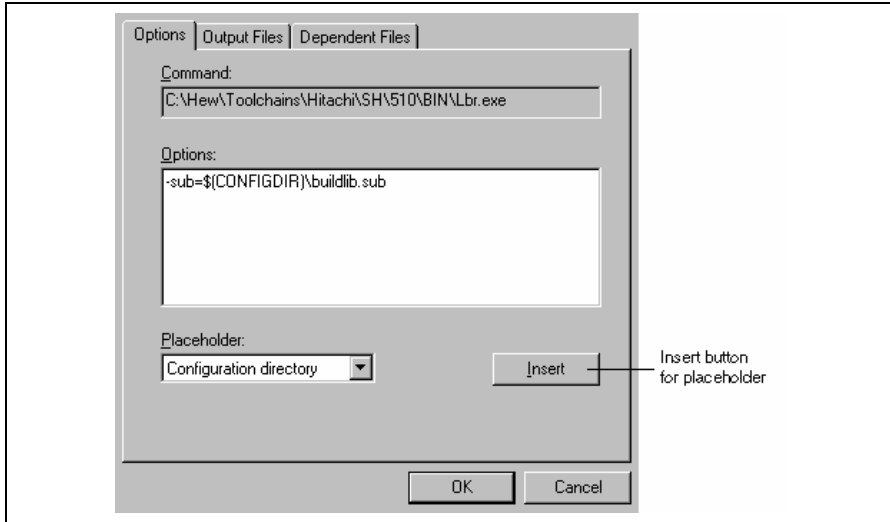 Options Output Files Dependent Files
Command:
C:\Hew\Toolchains\Hitachi\SH\510\BIN\Lbr.exe
Options:
-sub=$(CONFIGDIR)\buildlib.sub
Placeholder:
Configuration directory
Insert
Insert button
for placeholder
OK Cancel